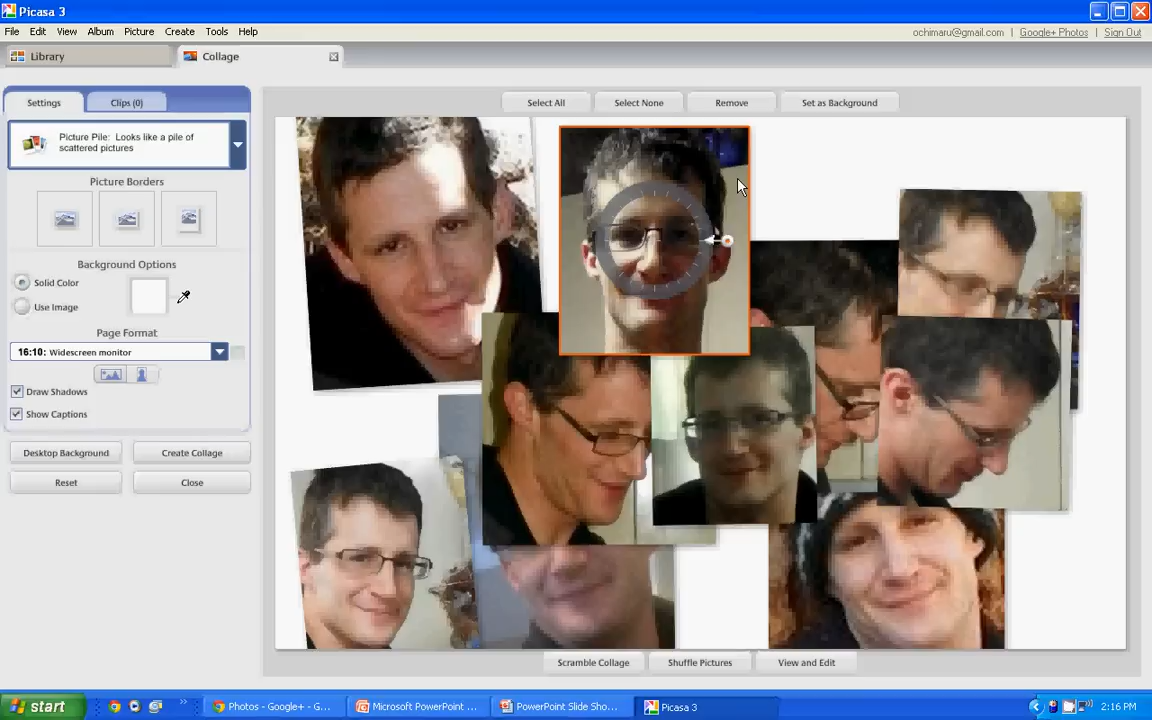 Picasa 3
File Edit View Album Picture Create Tools Help
ochimaru@gmail.com | Google+ Photos | Sign Out
Library
Collage
Settings
Clips (0)
Select All
Select None
Remove
Set as Background
Picture Pile: Looks like a pile of
scattered pictures
Picture Borders
Background Options
Solid Color
Use Image
Page Format
16:10: Widescreen monitor
Draw Shadows
Show Captions
Desktop Background
Create Collage
Reset
Close
Scramble Collage
Shuffle Pictures
View and Edit
start
Photos - Google+ - G...
Microsoft PowerPoint ...
PowerPoint Slide Sho...
Picasa 3
2:16 PM